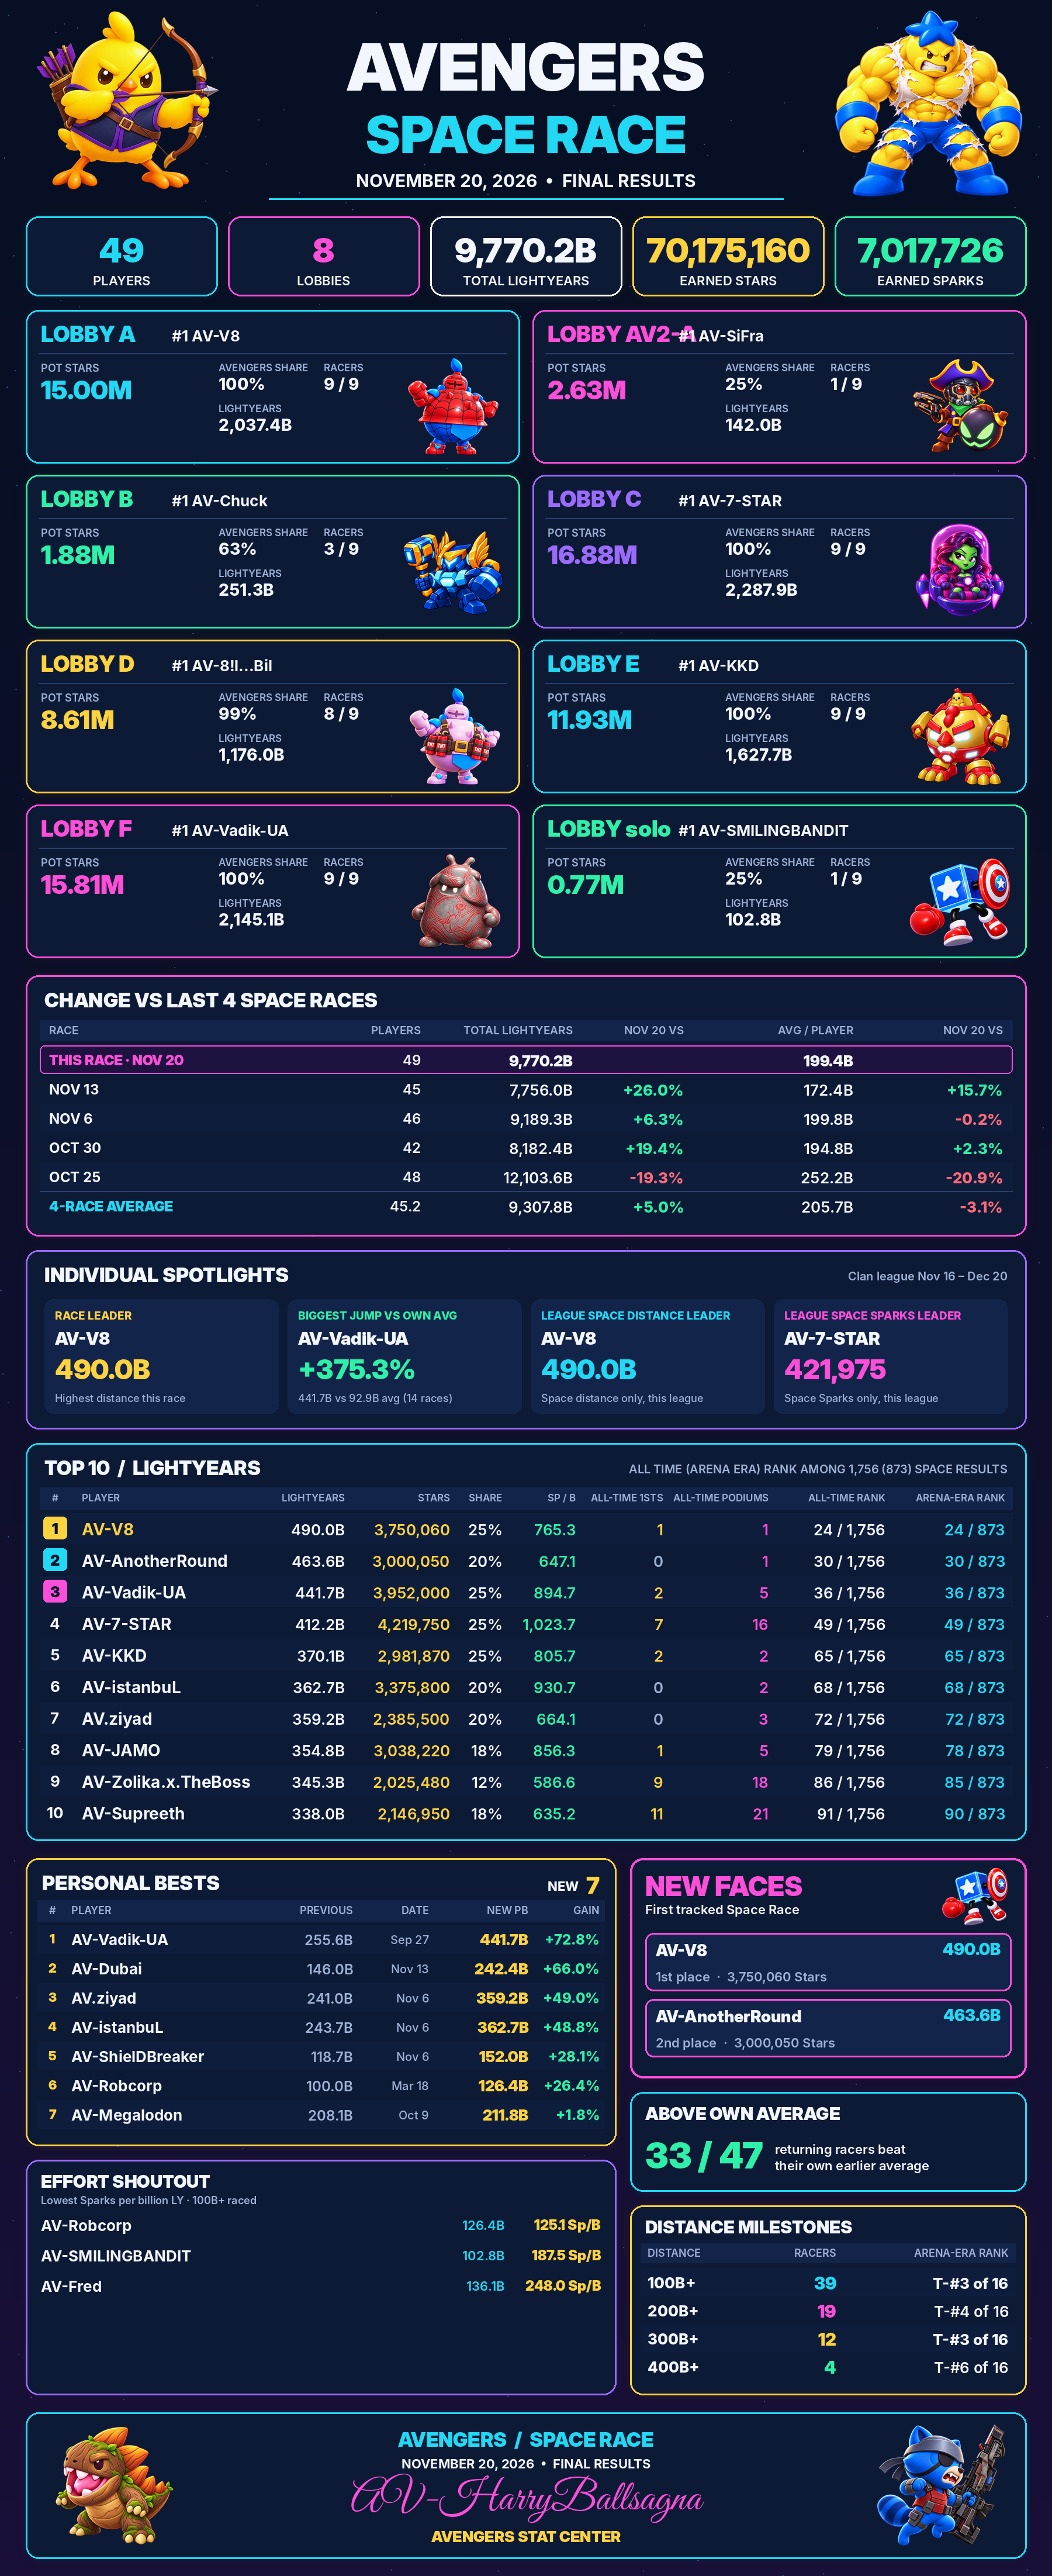 AVENGERS
SPACE RACE
NOVEMBER 20, 2026 • FINAL RESULTS
49
PLAYERS
8
LOBBIES
9,770.2B
TOTAL LIGHTYEARS
70,175,160
EARNED STARS
7,017,726
EARNED SPARKS
LOBBY A #1 AV-V8
POT STARS AVENGERS SHARE RACERS
15.00M 100% 9 / 9
LIGHTYEARS
2,037.4B
LOBBY AV2-A #1 AV-SiFra
POT STARS AVENGERS SHARE RACERS
2.63M 25% 1 / 9
LIGHTYEARS
142.0B
LOBBY B #1 AV-Chuck
POT STARS AVENGERS SHARE RACERS
1.88M 63% 3 / 9
LIGHTYEARS
251.3B
LOBBY C #1 AV-7-STAR
POT STARS AVENGERS SHARE RACERS
16.88M 100% 9 / 9
LIGHTYEARS
2,287.9B
LOBBY D #1 AV-8!I...Bil
POT STARS AVENGERS SHARE RACERS
8.61M 99% 8 / 9
LIGHTYEARS
1,176.0B
LOBBY E #1 AV-KKD
POT STARS AVENGERS SHARE RACERS
11.93M 100% 9 / 9
LIGHTYEARS
1,627.7B
LOBBY F #1 AV-Vadik-UA
POT STARS AVENGERS SHARE RACERS
15.81M 100% 9 / 9
LIGHTYEARS
2,145.1B
LOBBY solo #1 AV-SMILINGBANDIT
POT STARS AVENGERS SHARE RACERS
0.77M 25% 1 / 9
LIGHTYEARS
102.8B
CHANGE VS LAST 4 SPACE RACES
RACE PLAYERS TOTAL LIGHTYEARS NOV 20 VS AVG / PLAYER NOV 20 VS
THIS RACE · NOV 20 49 9,770.2B 199.4B
NOV 13 45 7,756.0B +26.0% 172.4B +15.7%
NOV 6 46 9,189.3B +6.3% 199.8B -0.2%
OCT 30 42 8,182.4B +19.4% 194.8B +2.3%
OCT 25 48 12,103.6B -19.3% 252.2B -20.9%
4-RACE AVERAGE 45.2 9,307.8B +5.0% 205.7B -3.1%
INDIVIDUAL SPOTLIGHTS Clan league Nov 16 – Dec 20
RACE LEADER
AV-V8
490.0B
Highest distance this race
BIGGEST JUMP VS OWN AVG
AV-Vadik-UA
+375.3%
441.7B vs 92.9B avg (14 races)
LEAGUE SPACE DISTANCE LEADER
AV-V8
490.0B
Space distance only, this league
LEAGUE SPACE SPARKS LEADER
AV-7-STAR
421,975
Space Sparks only, this league
TOP 10 / LIGHTYEARS ALL TIME (ARENA ERA) RANK AMONG 1,756 (873) SPACE RESULTS
# PLAYER LIGHTYEARS STARS SHARE SP / B ALL-TIME 1STS ALL-TIME PODIUMS ALL-TIME RANK ARENA-ERA RANK
1 AV-V8 490.0B 3,750,060 25% 765.3 1 1 24 / 1,756 24 / 873
2 AV-AnotherRound 463.6B 3,000,050 20% 647.1 0 1 30 / 1,756 30 / 873
3 AV-Vadik-UA 441.7B 3,952,000 25% 894.7 2 5 36 / 1,756 36 / 873
4 AV-7-STAR 412.2B 4,219,750 25% 1,023.7 7 16 49 / 1,756 49 / 873
5 AV-KKD 370.1B 2,981,870 25% 805.7 2 2 65 / 1,756 65 / 873
6 AV-istanbuL 362.7B 3,375,800 20% 930.7 0 2 68 / 1,756 68 / 873
7 AV.ziyad 359.2B 2,385,500 20% 664.1 0 3 72 / 1,756 72 / 873
8 AV-JAMO 354.8B 3,038,220 18% 856.3 1 5 79 / 1,756 78 / 873
9 AV-Zolika.x.TheBoss 345.3B 2,025,480 12% 586.6 9 18 86 / 1,756 85 / 873
10 AV-Supreeth 338.0B 2,146,950 18% 635.2 11 21 91 / 1,756 90 / 873
PERSONAL BESTS NEW 7
# PLAYER PREVIOUS DATE NEW PB GAIN
1 AV-Vadik-UA 255.6B Sep 27 441.7B +72.8%
2 AV-Dubai 146.0B Nov 13 242.4B +66.0%
3 AV.ziyad 241.0B Nov 6 359.2B +49.0%
4 AV-istanbuL 243.7B Nov 6 362.7B +48.8%
5 AV-ShielDBreaker 118.7B Nov 6 152.0B +28.1%
6 AV-Robcorp 100.0B Mar 18 126.4B +26.4%
7 AV-Megalodon 208.1B Oct 9 211.8B +1.8%
NEW FACES
First tracked Space Race
AV-V8 490.0B
1st place · 3,750,060 Stars
AV-AnotherRound 463.6B
2nd place · 3,000,050 Stars
ABOVE OWN AVERAGE
33 / 47 returning racers beat
their own earlier average
EFFORT SHOUTOUT
Lowest Sparks per billion LY · 100B+ raced
AV-Robcorp 126.4B 125.1 Sp/B
AV-SMILINGBANDIT 102.8B 187.5 Sp/B
AV-Fred 136.1B 248.0 Sp/B
DISTANCE MILESTONES
DISTANCE RACERS ARENA-ERA RANK
100B+ 39 T-#3 of 16
200B+ 19 T-#4 of 16
300B+ 12 T-#3 of 16
400B+ 4 T-#6 of 16
AVENGERS / SPACE RACE
NOVEMBER 20, 2026 • FINAL RESULTS
AV-HarryBallsagna
AVENGERS STAT CENTER